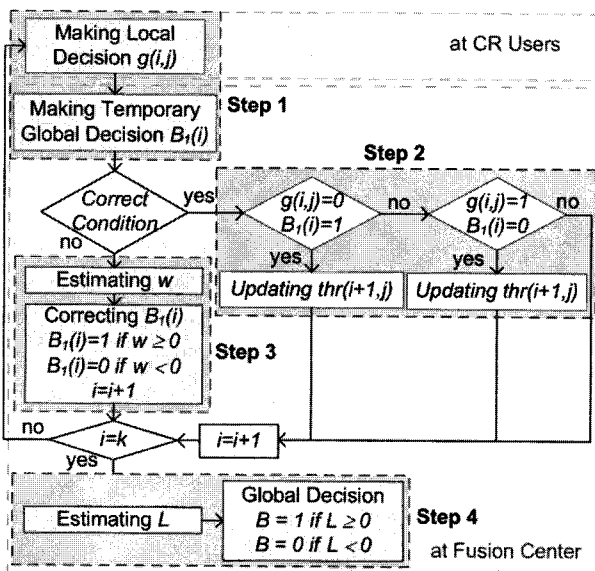 Making Local
Decision g(i,j)
at CR Users
Making Temporary
Global Decision B₁(i)
Step 1
Step 2
Correct
Condition
yes
no
g(i,j)=0
B₁(i)=1
no
yes
g(i,j)=1
B₁(i)=0
no
yes
Updating thr(i+1,j)
Updating thr(i+1,j)
Estimating w
Correcting B₁(i)
B₁(i)=1 if w ≥ 0
B₁(i)=0 if w < 0
i=i+1
Step 3
no
i=k
yes
i=i+1
Estimating L
Global Decision
B = 1 if L ≥ 0
B = 0 if L < 0
Step 4
at Fusion Center